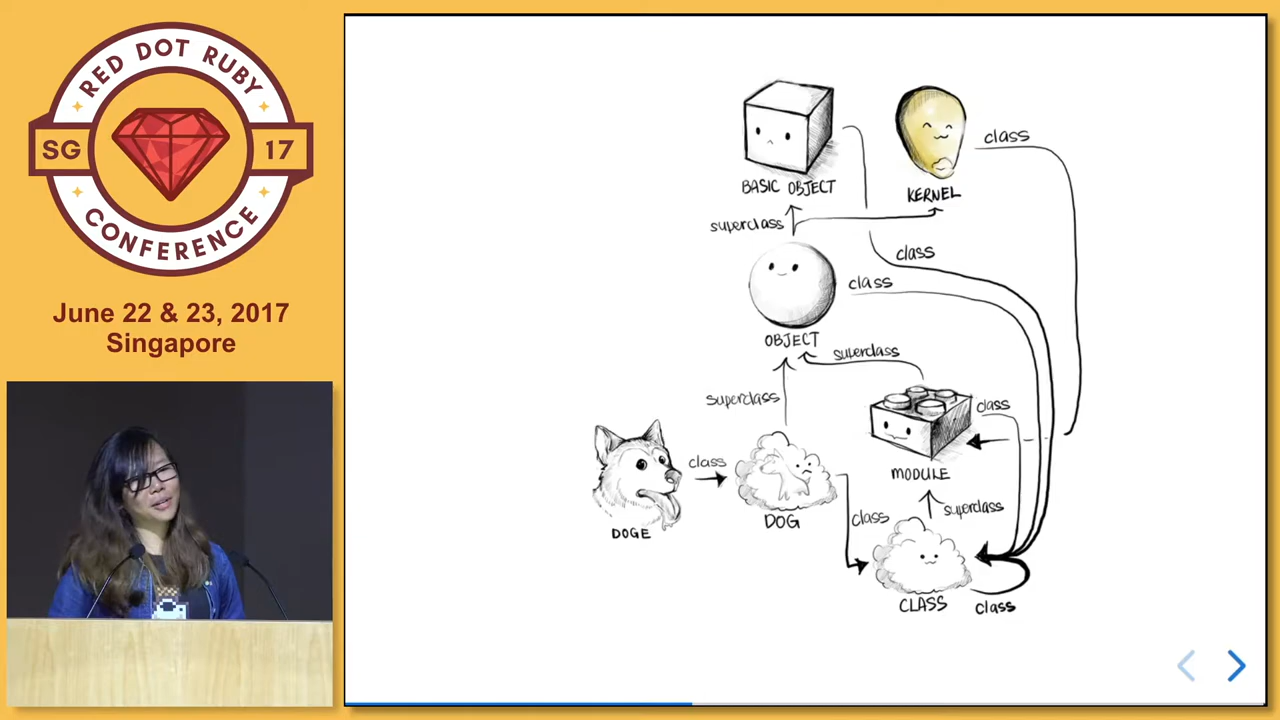 RED DOT RUBY
SG
17
CONFERENCE
June 22 & 23, 2017
Singapore
BASIC OBJECT
KERNEL
class
superclass
class
class
OBJECT
superclass
superclass
class
class
MODULE
DOGE
DOG
class
superclass
CLASS
class